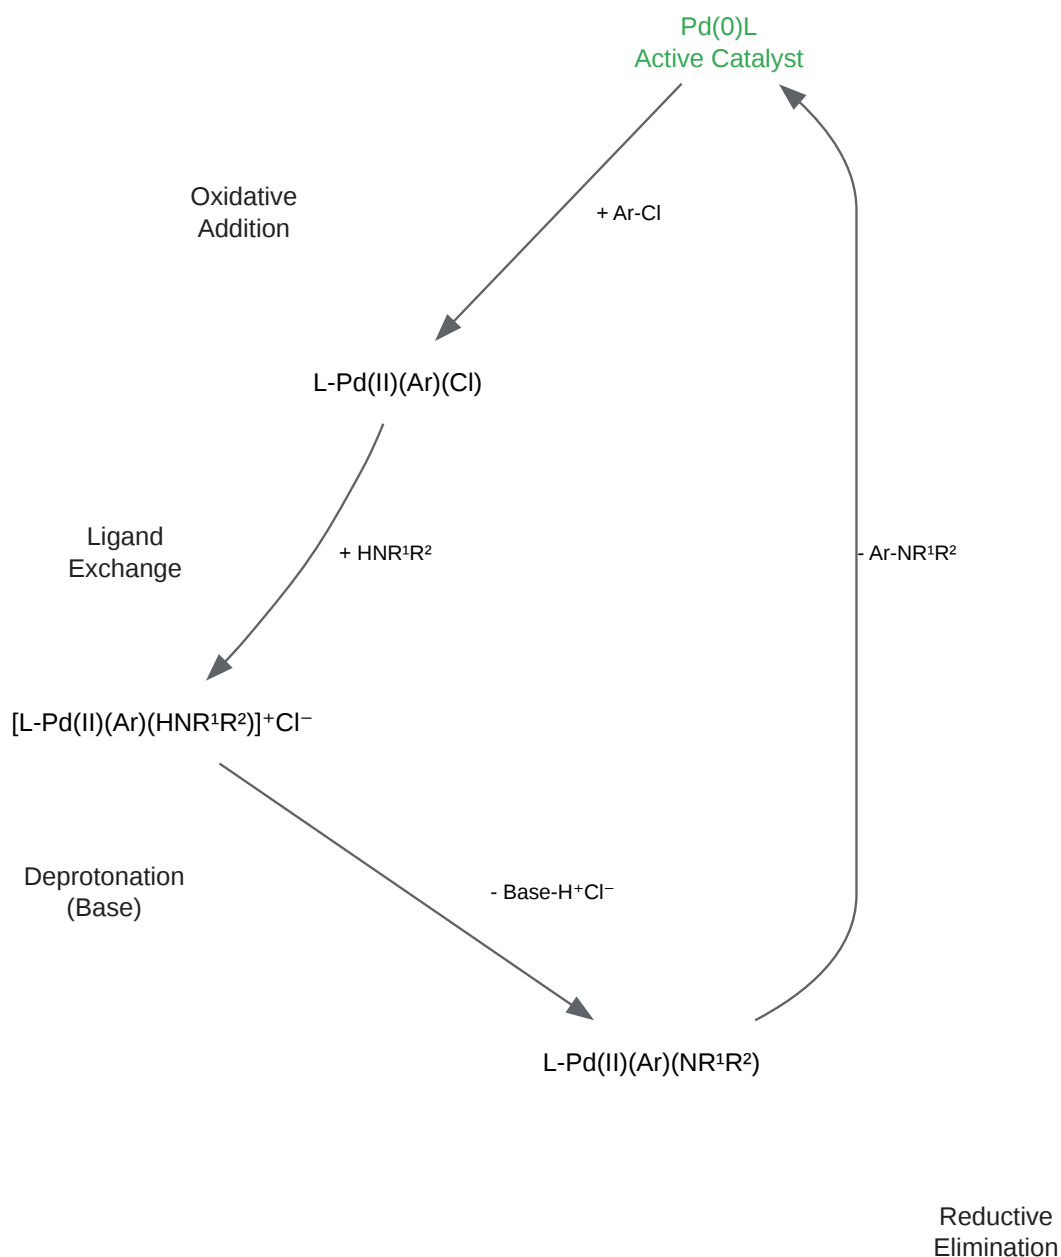 Pd(0)L
Active Catalyst
Oxidative
Addition
+ Ar-Cl
L-Pd(II)(Ar)(Cl)
Ligand
Exchange
+ HNR¹R²
- Ar-NR¹R²
[L-Pd(II)(Ar)(HNR¹R²)]⁺Cl⁻
Deprotonation
(Base)
- Base-H⁺Cl⁻
L-Pd(II)(Ar)(NR¹R²)
Reductive
Elimination